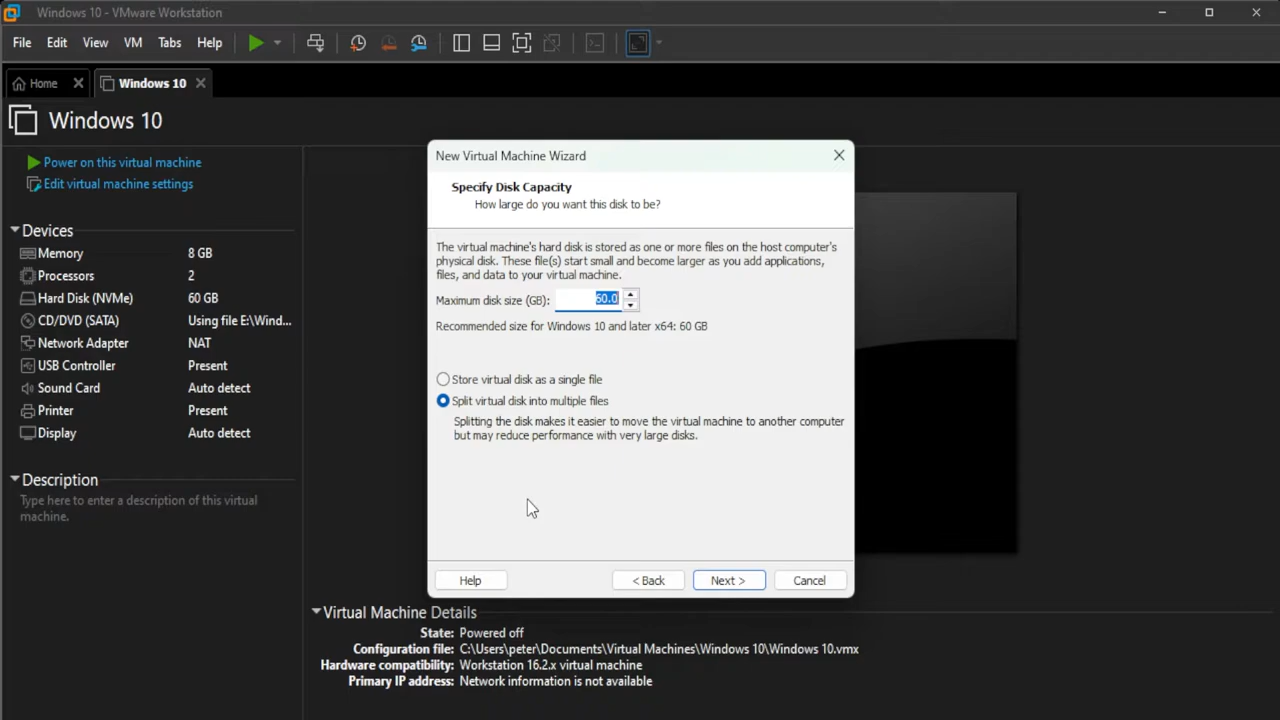 Windows 10 - VMware Workstation
File Edit View VM Tabs Help
Home Windows 10
Windows 10
Power on this virtual machine
Edit virtual machine settings
Devices
Memory 8 GB
Processors 2
Hard Disk (NVMe) 60 GB
CD/DVD (SATA) Using file E:\Wind...
Network Adapter NAT
USB Controller Present
Sound Card Auto detect
Printer Present
Display Auto detect
Description
Type here to enter a description of this virtual
machine.
New Virtual Machine Wizard
Specify Disk Capacity
How large do you want this disk to be?
The virtual machine's hard disk is stored as one or more files on the host computer's
physical disk. These file(s) start small and become larger as you add applications,
files, and data to your virtual machine.
Maximum disk size (GB): 60.0
Recommended size for Windows 10 and later x64: 60 GB
Store virtual disk as a single file
Split virtual disk into multiple files
Splitting the disk makes it easier to move the virtual machine to another computer
but may reduce performance with very large disks.
Help < Back Next > Cancel
Virtual Machine Details
State: Powered off
Configuration file: C:\Users\peter\Documents\Virtual Machines\Windows 10\Windows 10.vmx
Hardware compatibility: Workstation 16.2.x virtual machine
Primary IP address: Network information is not available